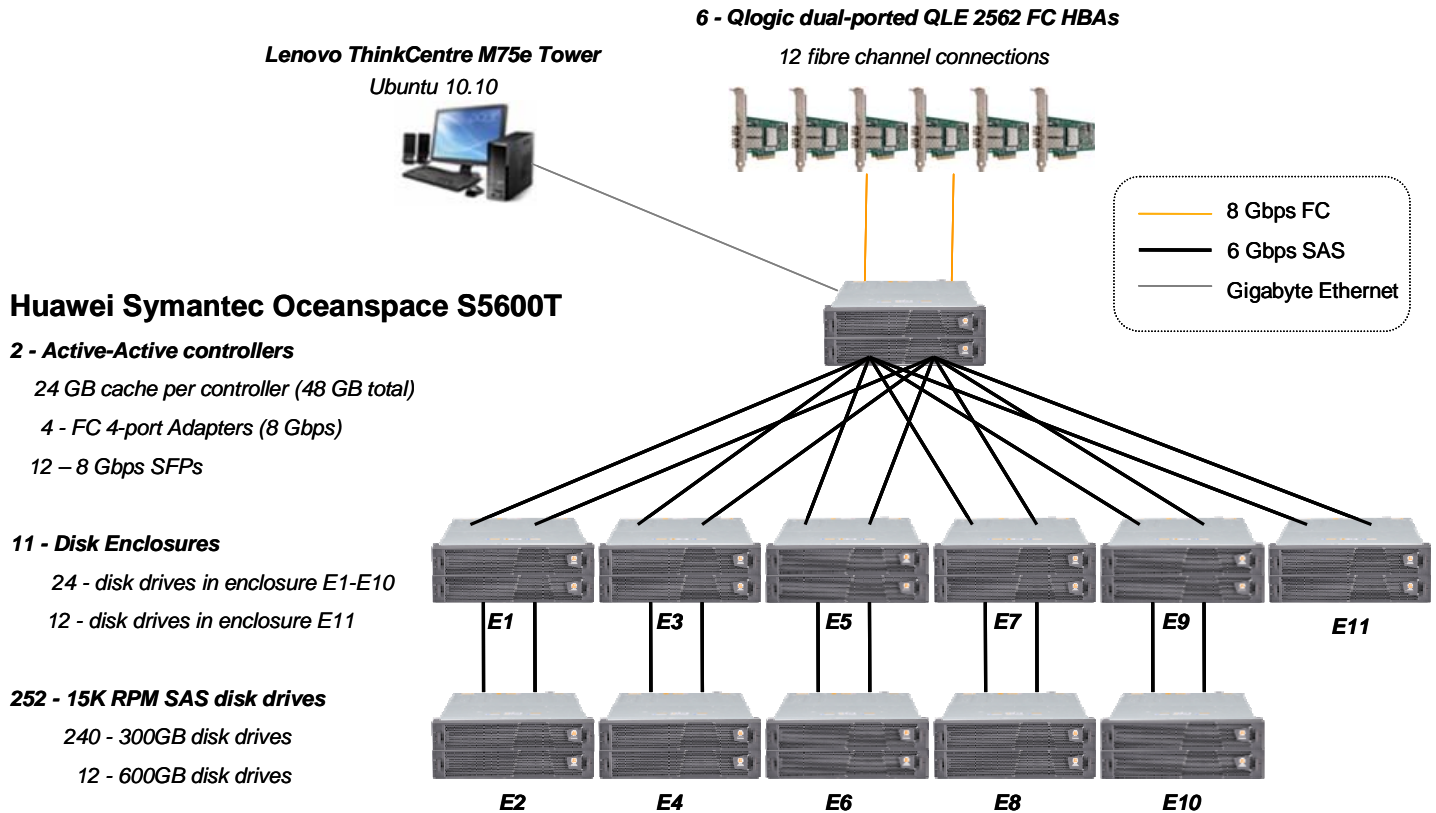 6 - Qlogic dual-ported QLE 2562 FC HBAs
12 fibre channel connections
Lenovo ThinkCentre M75e Tower
Ubuntu 10.10
8 Gbps FC
6 Gbps SAS
Gigabyte Ethernet
Huawei Symantec Oceanspace S5600T
2 - Active-Active controllers
24 GB cache per controller (48 GB total)
4 - FC 4-port Adapters (8 Gbps)
12 – 8 Gbps SFPs
11 - Disk Enclosures
24 - disk drives in enclosure E1-E10
12 - disk drives in enclosure E11
E1 E3 E5 E7 E9 E11
252 - 15K RPM SAS disk drives
240 - 300GB disk drives
12 - 600GB disk drives
E2 E4 E6 E8 E10